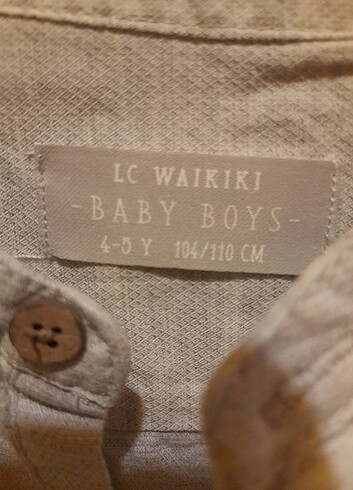 LC WAIKIKI
-BABY BOYS-
4-5 Y 104/110 CM